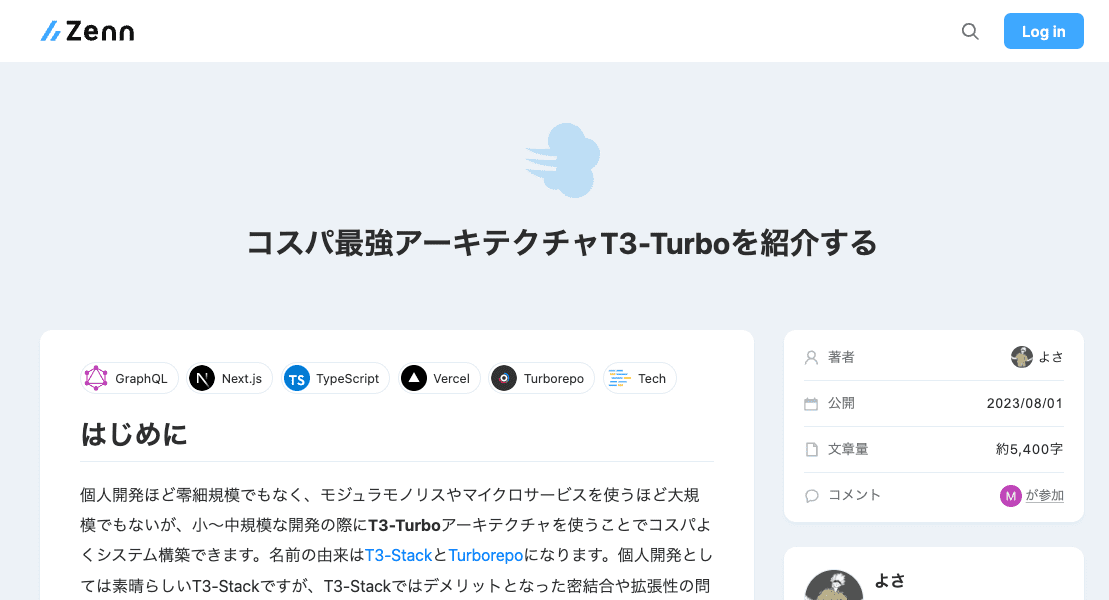 Zenn
Log in
コスパ最強アーキテクチャT3-Turboを紹介する
GraphQL
Next.js
TS TypeScript
Vercel
Turborepo
Tech
はじめに
個人開発ほど零細規模でもなく、モジュラモノリスやマイクロサービスを使うほど大規
模でもないが、小〜中規模な開発の際にT3-Turboアーキテクチャを使うことでコスパよ
くシステム構築できます。名前の由来はT3-StackとTurborepoになります。個人開発とし
ては素晴らしいT3-Stackですが、T3-Stackではデメリットとなった密結合や拡張性の問
著者 よさ
公開 2023/08/01
文章量 約5,400字
コメント M が参加
よさ